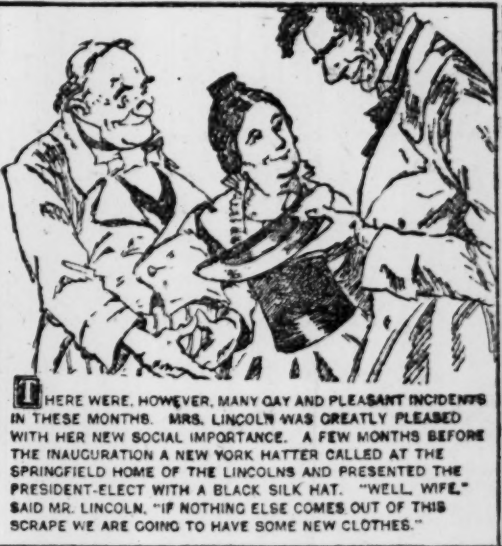 THERE WERE, HOWEVER, MANY GAY AND PLEASANT INCIDENTS
IN THESE MONTHS. MRS. LINCOLN WAS GREATLY PLEASED
WITH HER NEW SOCIAL IMPORTANCE. A FEW MONTHS BEFORE
THE INAUGURATION A NEW YORK HATTER CALLED AT THE
SPRINGFIELD HOME OF THE LINCOLNS AND PRESENTED THE
PRESIDENT-ELECT WITH A BLACK SILK HAT. "WELL, WIFE,"
SAID MR. LINCOLN, "IF NOTHING ELSE COMES OUT OF THIS
SCRAPE WE ARE GOING TO HAVE SOME NEW CLOTHES."